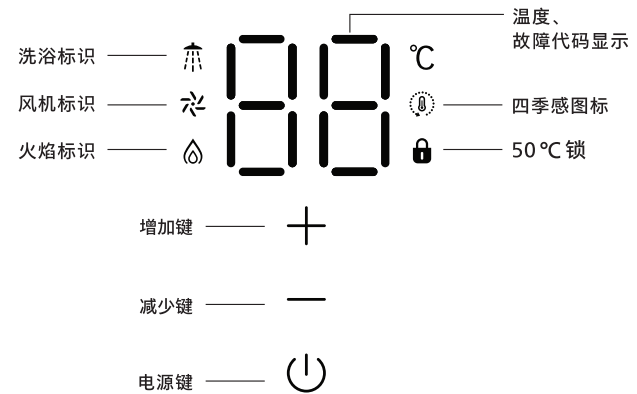 温度、
故障代码显示
洗浴标识
88
℃
风机标识
四季感图标
火焰标识
50℃锁
增加键
减少键
电源键